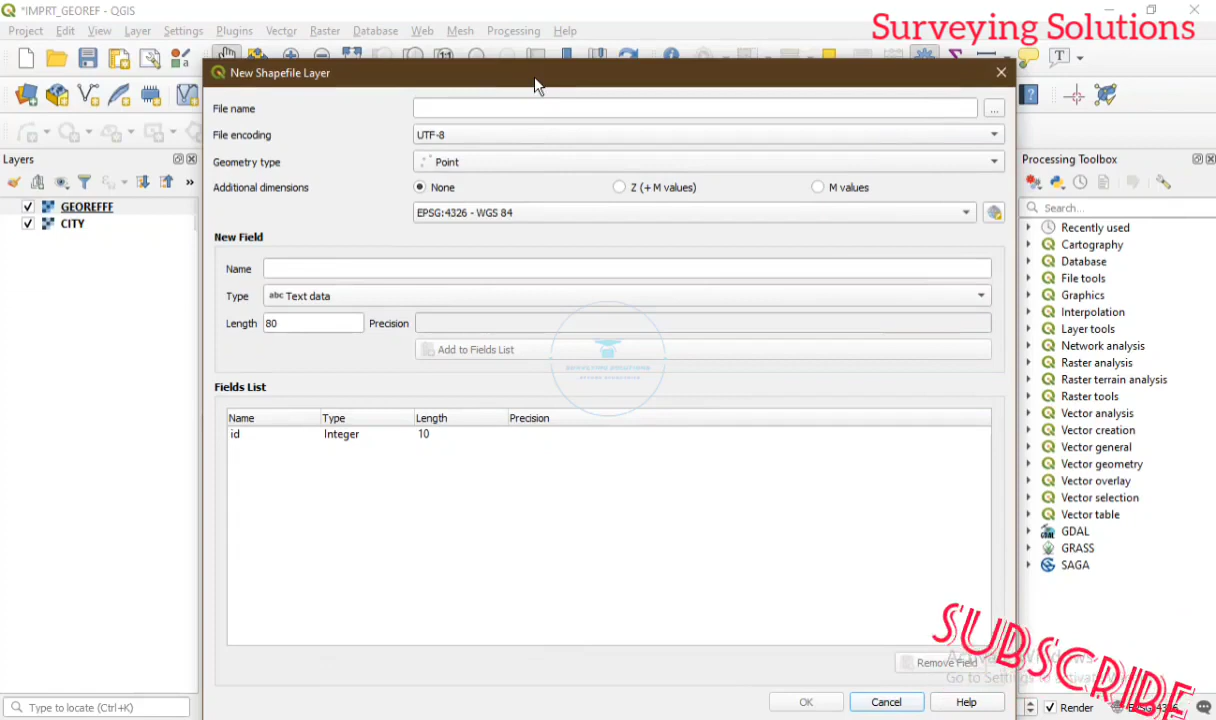 *IMPRT_GEOREF - QGIS
Surveying Solutions
Project Edit View Layer Settings Plugins Vector Raster Database Web Mesh Processing Help
New Shapefile Layer
File name
...
File encoding
UTF-8
Geometry type
Point
Additional dimensions
None
Z (+ M values)
M values
EPSG:4326 - WGS 84
New Field
Name
Type
abc Text data
Length
80
Precision
Add to Fields List
Fields List
Name Type Length Precision
id Integer 10
Remove Field
OK
Cancel
Help
Layers
GEOREFFF
CITY
Type to locate (Ctrl+K)
Processing Toolbox
Search...
Recently used
Cartography
Database
File tools
Graphics
Interpolation
Layer tools
Network analysis
Raster analysis
Raster terrain analysis
Raster tools
Vector analysis
Vector creation
Vector general
Vector geometry
Vector overlay
Vector selection
Vector table
GDAL
GRASS
SAGA
SUBSCRIBE
Render